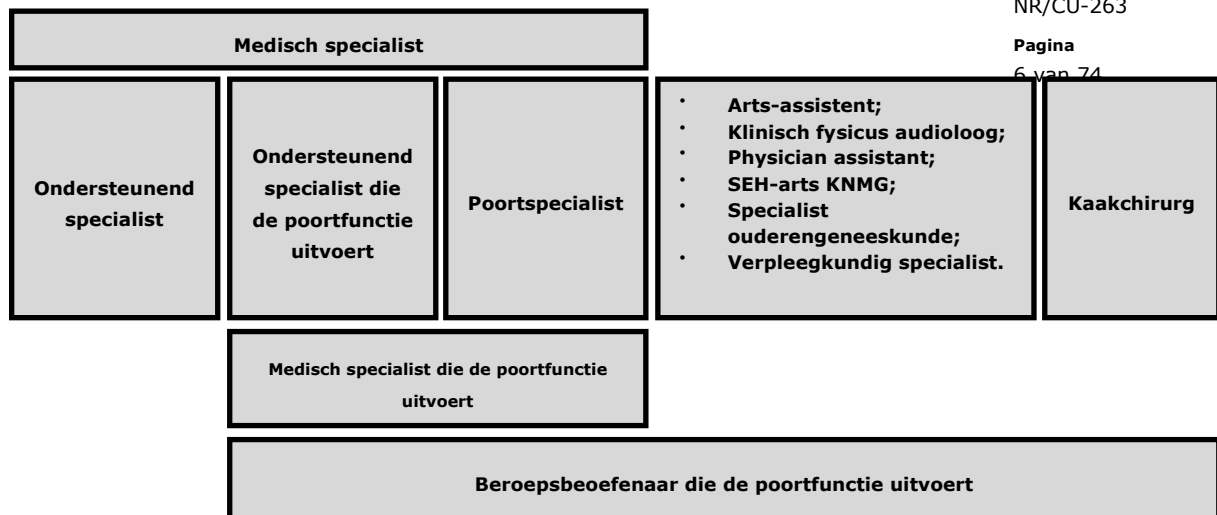 NR/CU-263
Pagina
6 van 74
Medisch specialist
Ondersteunend
specialist
Ondersteunend
specialist die
de poortfunctie
uitvoert
Poortspecialist
· Arts-assistent;
· Klinisch fysicus audioloog;
· Physician assistant;
· SEH-arts KNMG;
· Specialist
ouderengeneeskunde;
· Verpleegkundig specialist.
Kaakchirurg
Medisch specialist die de poortfunctie
uitvoert
Beroepsbeoefenaar die de poortfunctie uitvoert